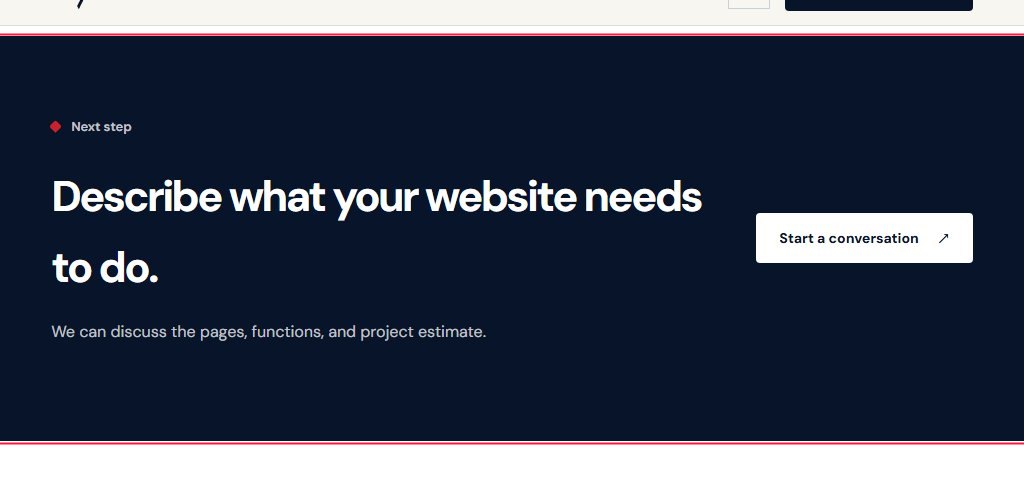 Next step
Describe what your website needs
to do.
Start a conversation ↗
We can discuss the pages, functions, and project estimate.